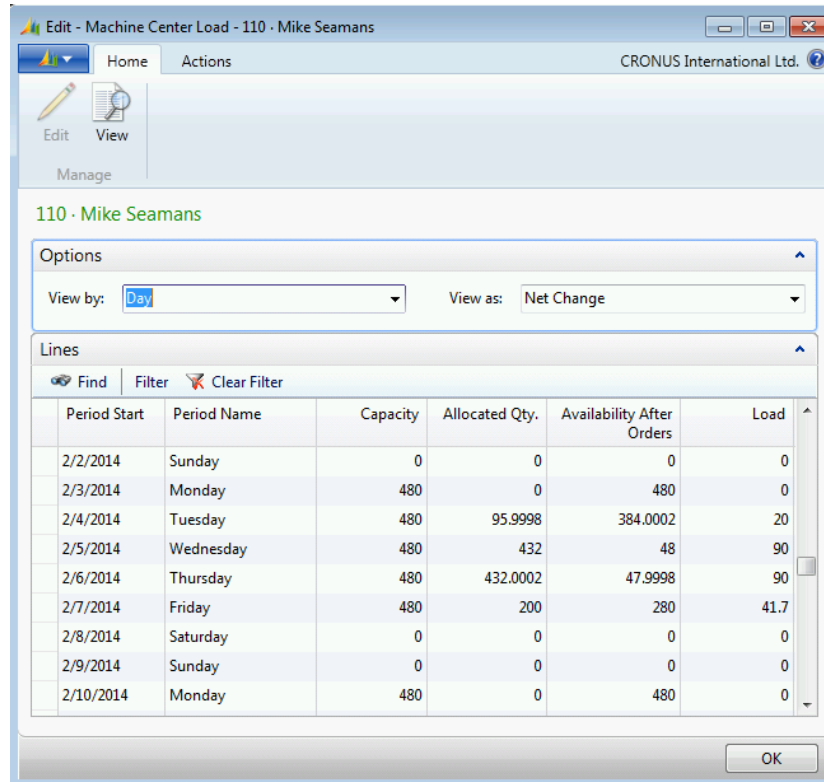 Edit - Machine Center Load - 110 · Mike Seamans
Home Actions CRONUS International Ltd.
Edit View
Manage
110 · Mike Seamans
Options
View by: Day View as: Net Change
Lines
Find Filter Clear Filter
Period Start Period Name Capacity Allocated Qty. Availability After Orders Load
2/2/2014 Sunday 0 0 0 0
2/3/2014 Monday 480 0 480 0
2/4/2014 Tuesday 480 95.9998 384.0002 20
2/5/2014 Wednesday 480 432 48 90
2/6/2014 Thursday 480 432.0002 47.9998 90
2/7/2014 Friday 480 200 280 41.7
2/8/2014 Saturday 0 0 0 0
2/9/2014 Sunday 0 0 0 0
2/10/2014 Monday 480 0 480 0
OK